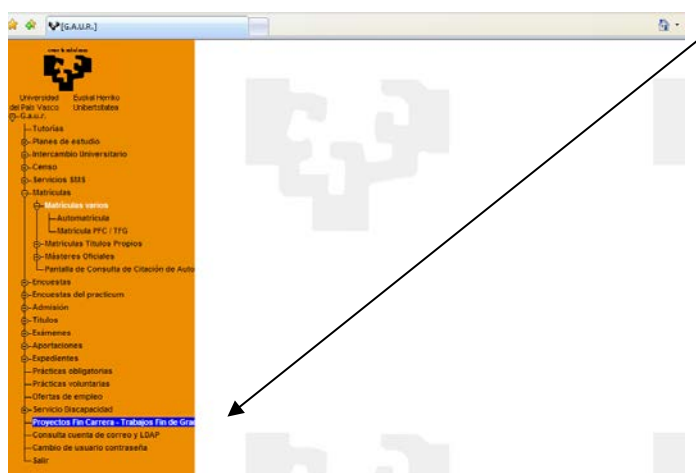 [G.A.U.R.]
Universidad Euskal Herriko
del País Vasco Unibertsitatea
G.a.u.r.
Tutorías
Planes de estudio
Intercambio Universitario
Censo
Servicios SMS
Matrículas
Matrículas varios
Automatrícula
Matrícula PFC / TFG
Matrículas Títulos Propios
Másteres Oficiales
Pantalla de Consulta de Citación de Auto
Encuestas
Encuestas del practicum
Admisión
Títulos
Exámenes
Aportaciones
Expedientes
Prácticas obligatorias
Prácticas voluntarias
Ofertas de empleo
Servicio Discapacidad
Proyectos Fin Carrera - Trabajos Fin de Gra
Consulta cuenta de correo y LDAP
Cambio de usuario contraseña
Salir